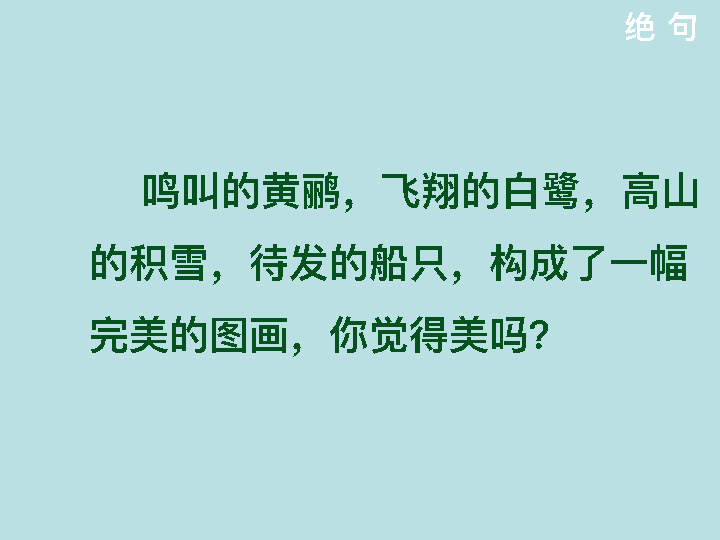 绝句
鸣叫的黄鹂，飞翔的白鹭，高山
的积雪，待发的船只，构成了一幅
完美的图画，你觉得美吗？